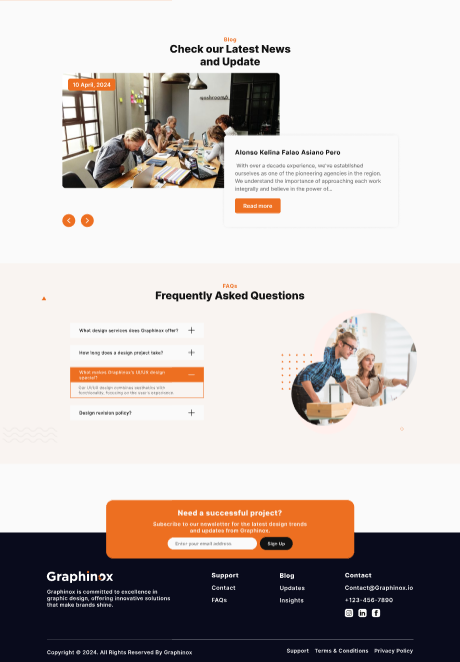 Blog
Check our Latest News
and Update
10 April, 2024
Alonso Kelina Falao Asiano Pero
With over a decade experience, we've established
ourselves as one of the pioneering agencies in the region.
We understand the importance of approaching each work
integrally and believe in the power of...
Read more
FAQs
Frequently Asked Questions
What design services does Graphinox offer?
How long does a design project take?
What makes Graphinox's UI/UX design
special?
Our UI/UX design combines aesthetics with
functionality, focusing on the user's experience.
Design revision policy?
Need a successful project?
Subscribe to our newsletter for the latest design trends
and updates from Graphinox.
Enter your email address
Sign Up
Graphinox
Graphinox is committed to excellence in
graphic design, offering innovative solutions
that make brands shine.
Support
Contact
FAQs
Blog
Updates
Insights
Contact
Contact@Graphinox.io
+123-456-7890
Copyright © 2024. All Rights Reserved By Graphinox
Support Terms & Conditions Privacy Policy